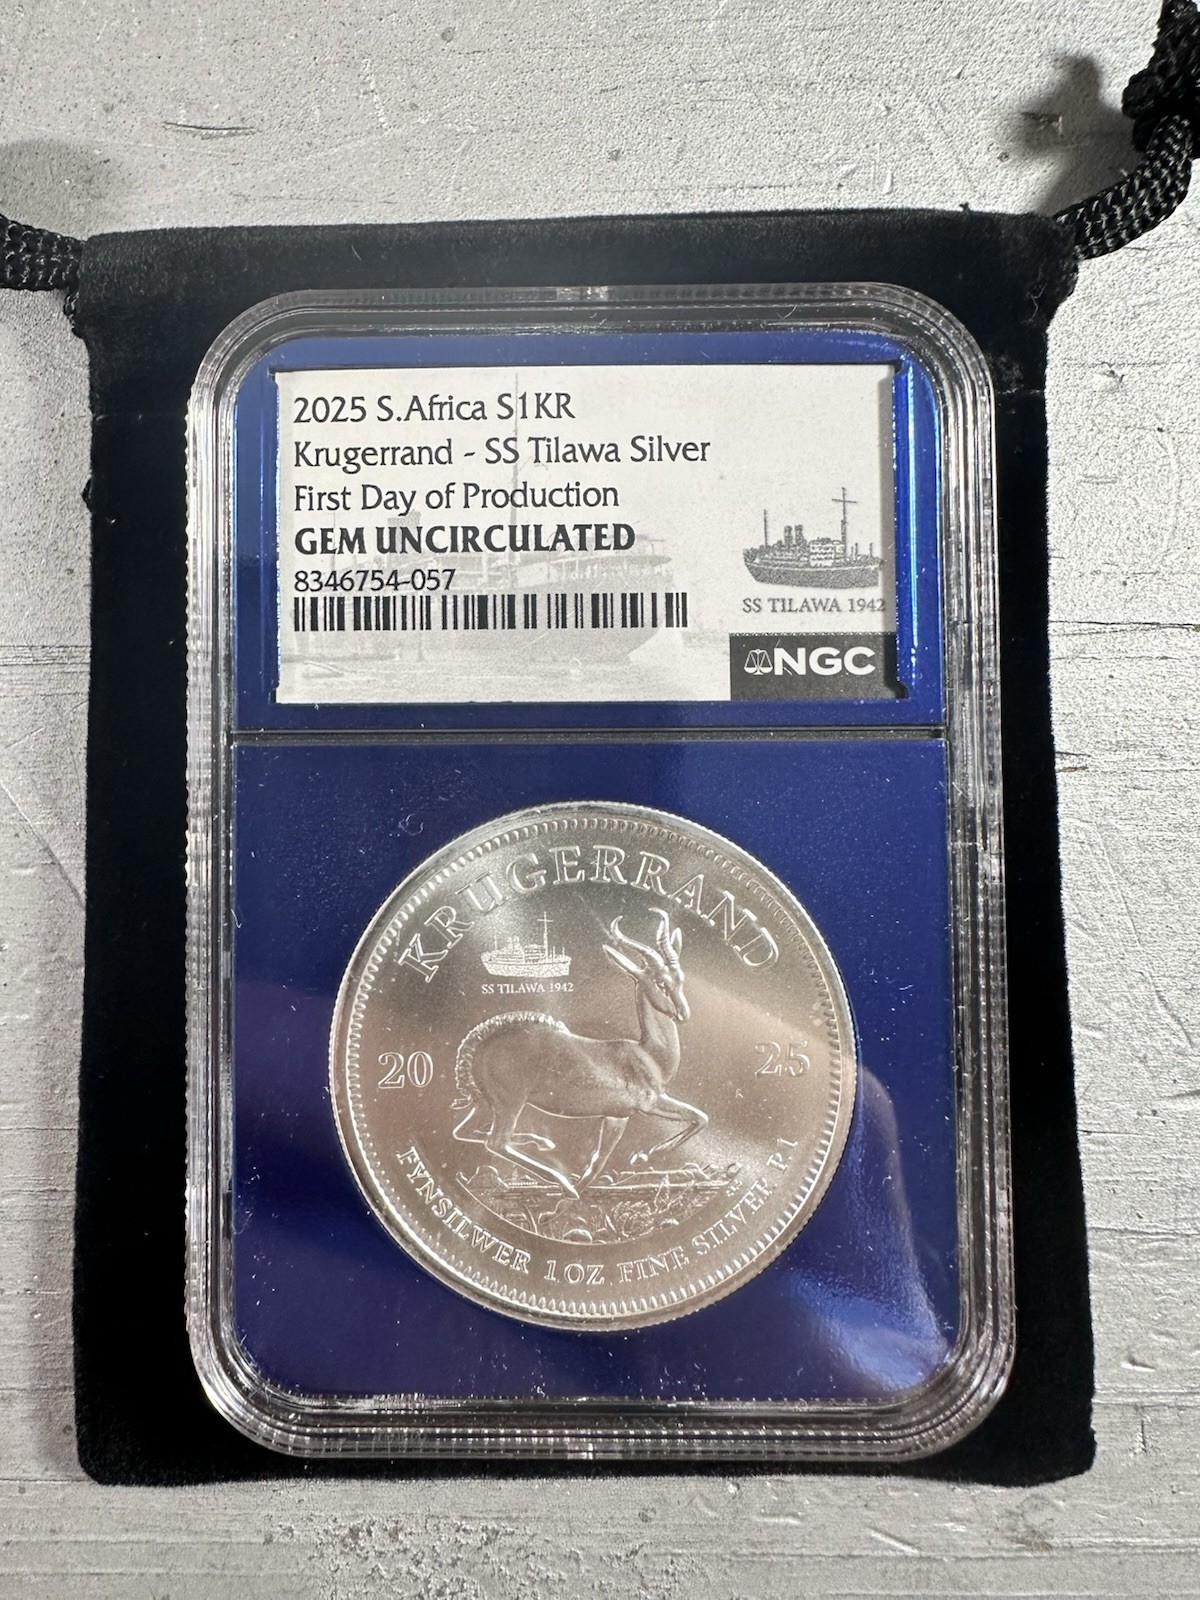 2025 S.Africa S1KR
Krugerrand - SS Tilawa Silver
First Day of Production
GEM UNCIRCULATED
8346754-057
SS TILAWA 1942
NGC
KRUGERRAND
SS TILAWA 1942
20 25
FYNSILWER 1 OZ FINE SILVER R1